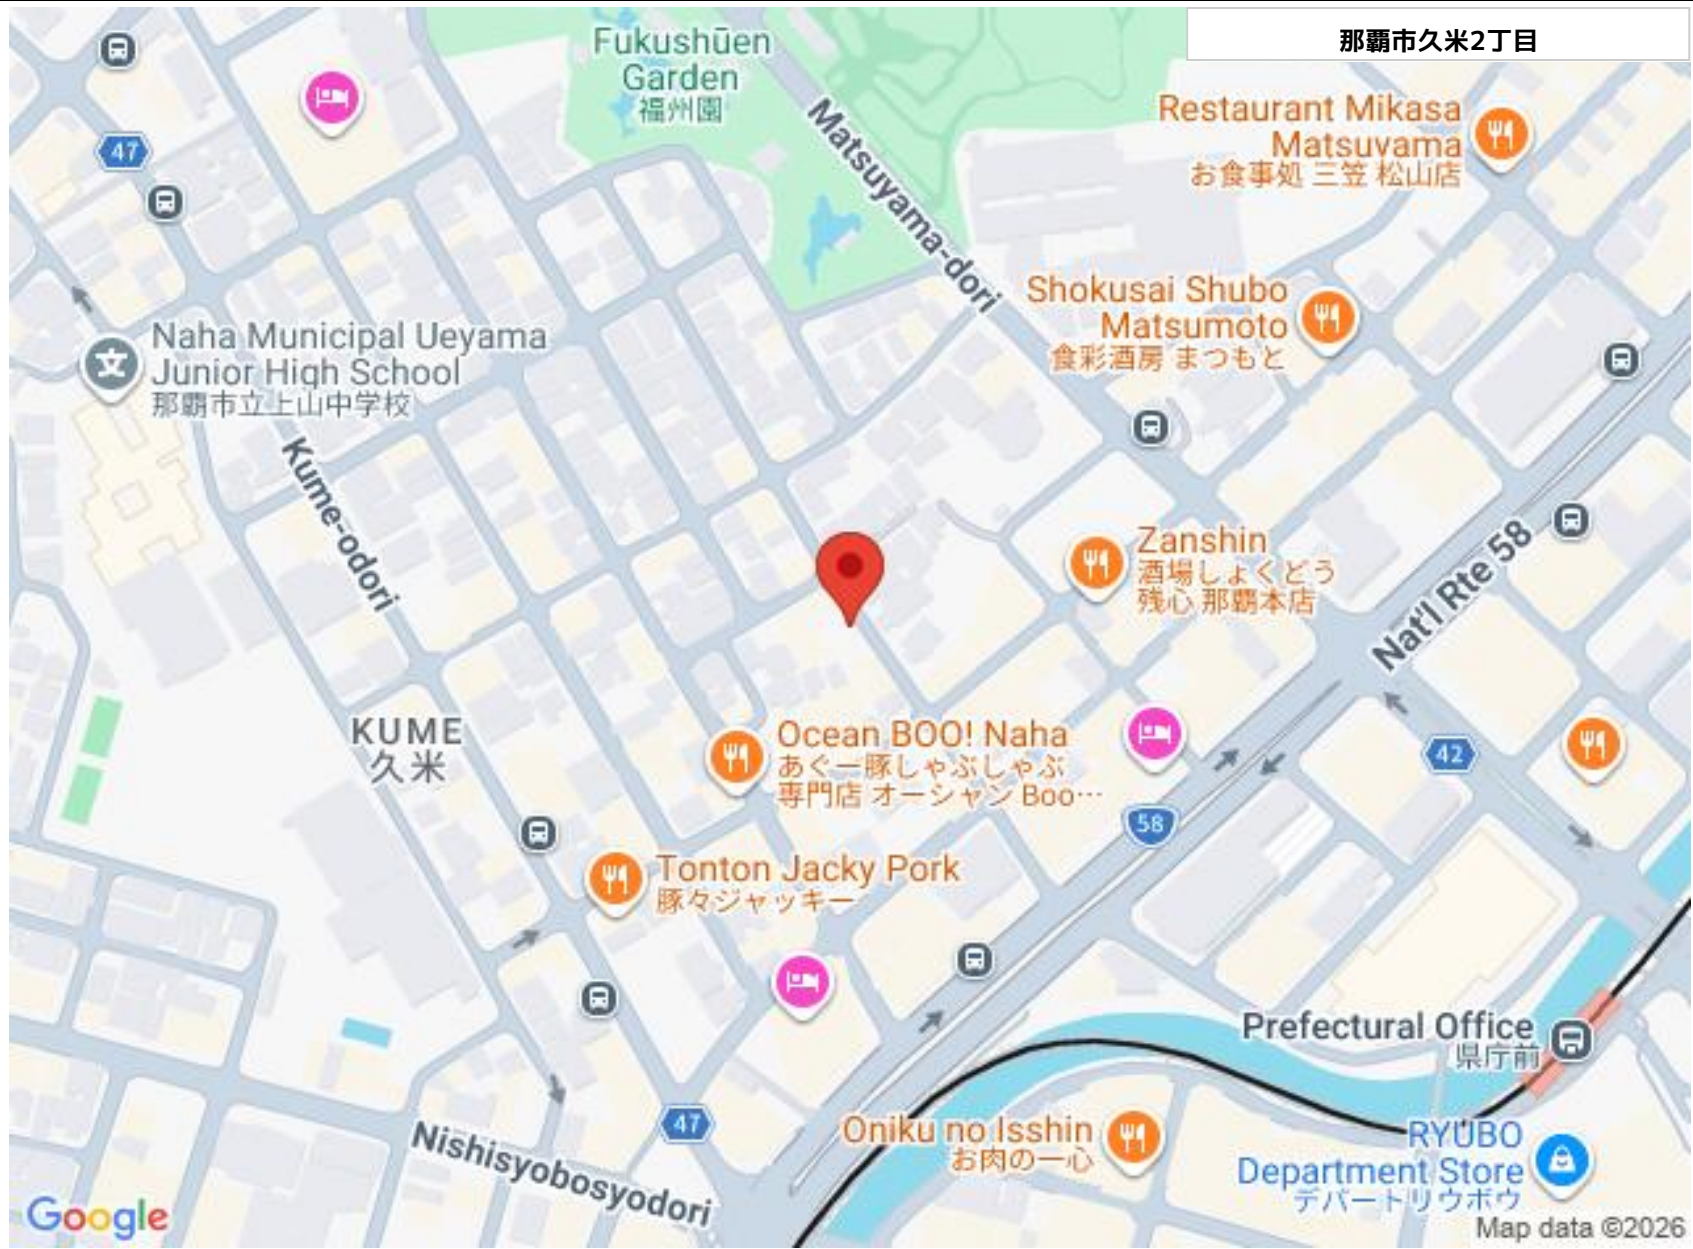 那覇市久米2丁目
Fukushūen
Garden
福州園
Matsuyama-dori
Restaurant Mikasa
Matsuyama
お食事処 三笠 松山店
47
Shokusai Shubo
Matsumoto
食彩酒房 まつもと
文
Naha Municipal Ueyama
Junior High School
那覇市立上山中学校
Kume-odori
Zanshin
酒場しょくどう
残心 那覇本店
Nat'l Rte 58
KUME
久米
Ocean BOO! Naha
あぐー豚しゃぶしゃぶ
専門店 オーシャン Boo…
42
58
Tonton Jacky Pork
豚々ジャッキー
Prefectural Office
県庁前
47
Nishisyobosyodori
Oniku no Isshin
お肉の一心
RYUBO
Department Store
デパートリウボウ
Google
Map data ©2026